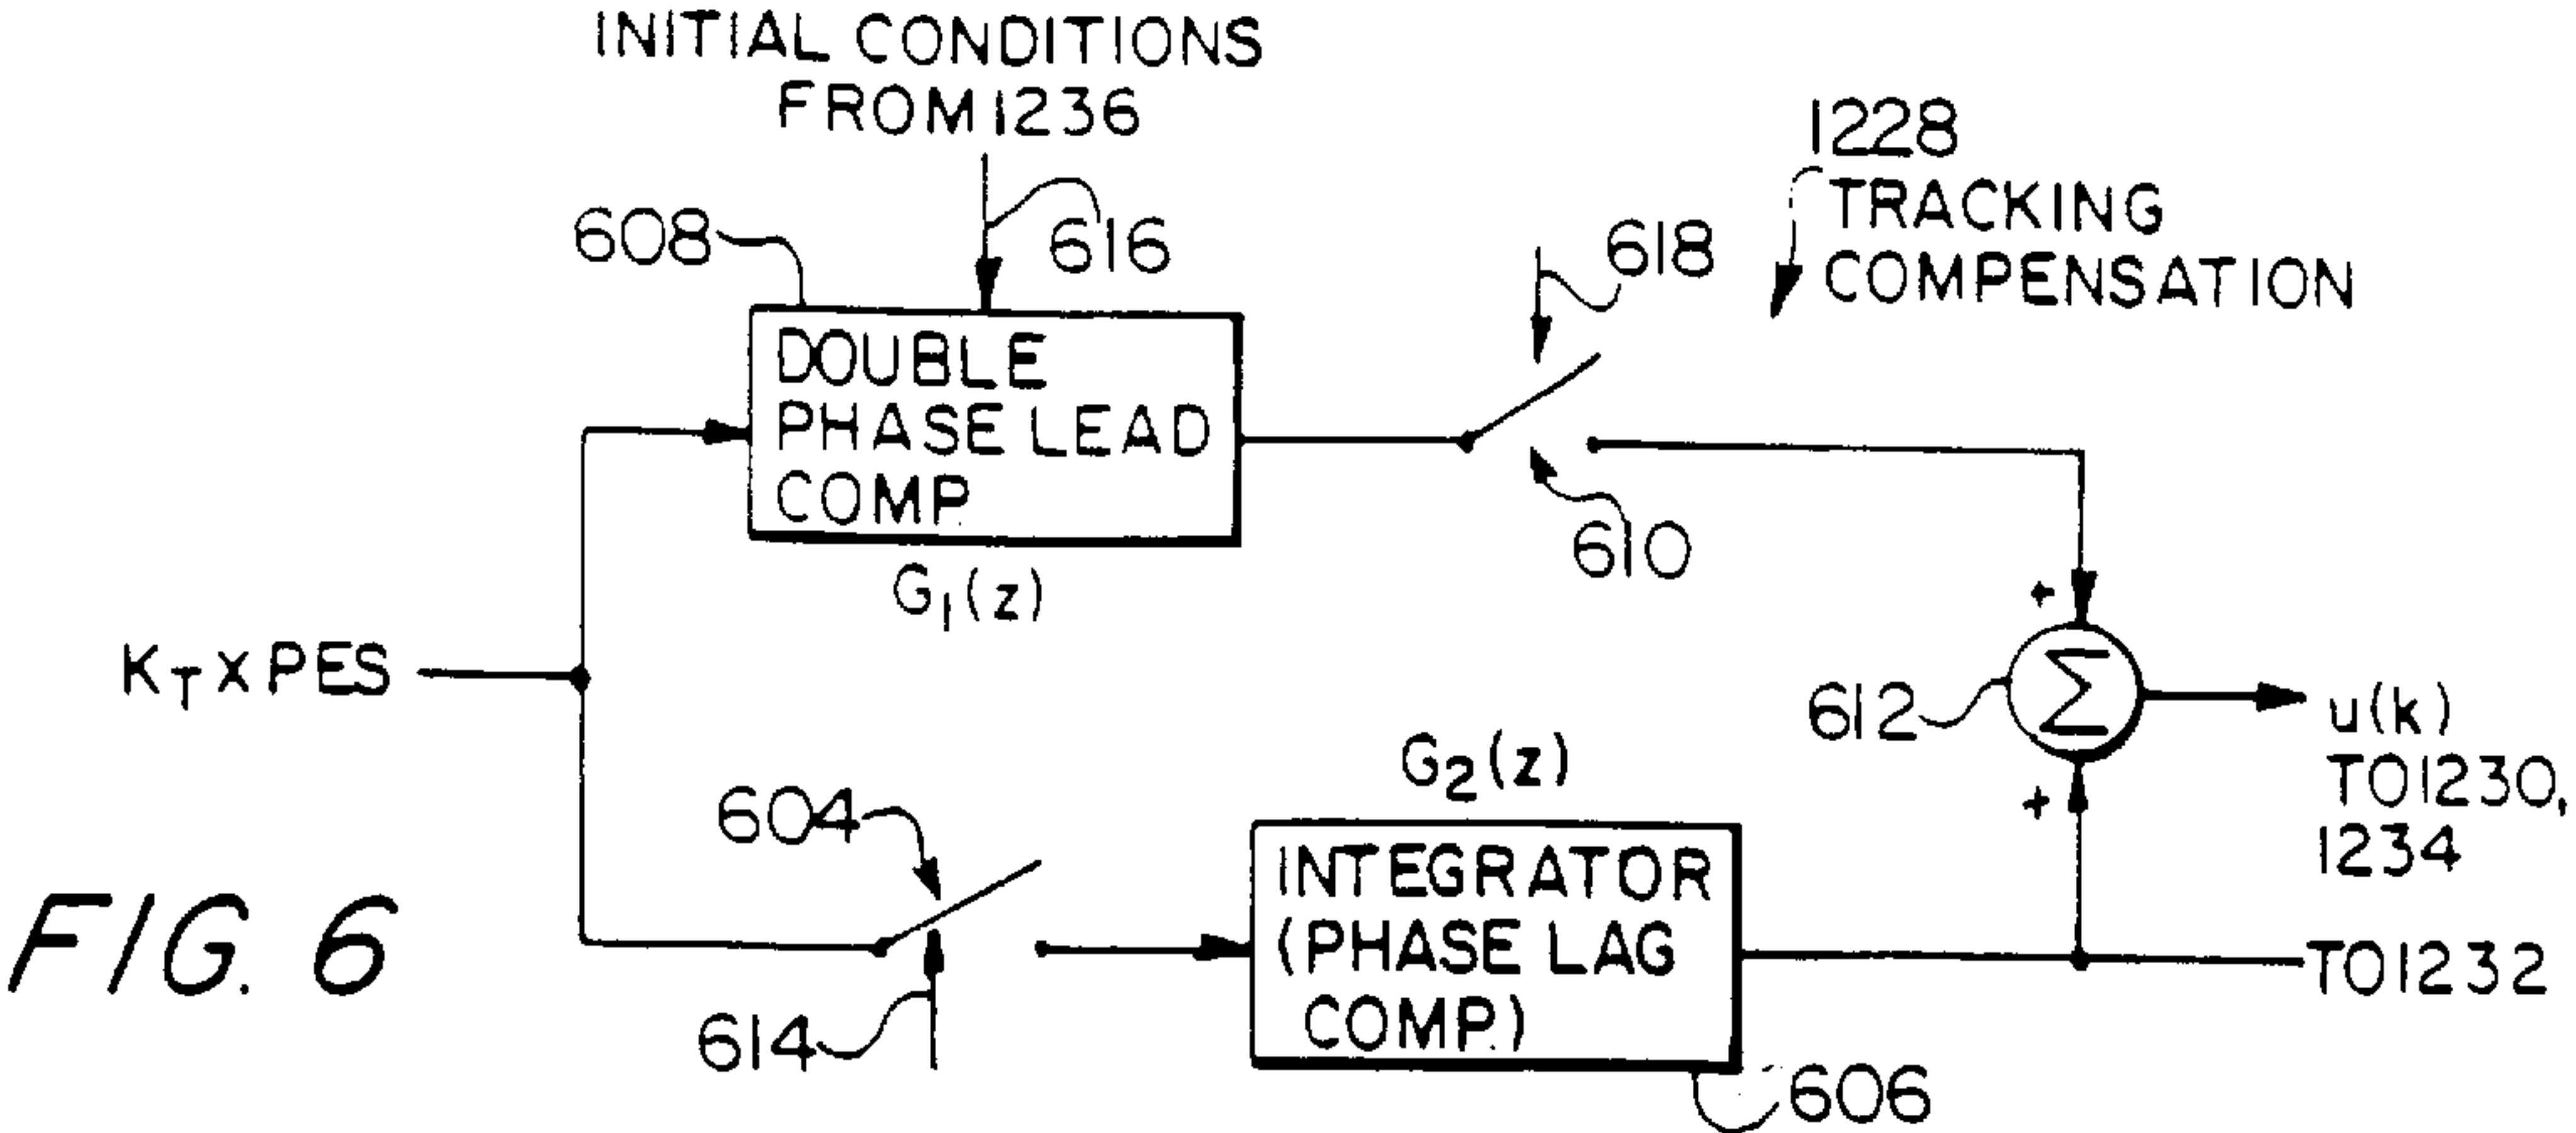 INITIAL CONDITIONS
FROM 1236
1228
TRACKING
COMPENSATION
608
616
618
DOUBLE
PHASE LEAD
COMP.
G₁(z)
610
K_T x PES
612
Σ
+
+
u(k)
TO 1230,
1234
G₂(z)
604
614
INTEGRATOR
(PHASE LAG
COMP.)
606
TO 1232
FIG. 6